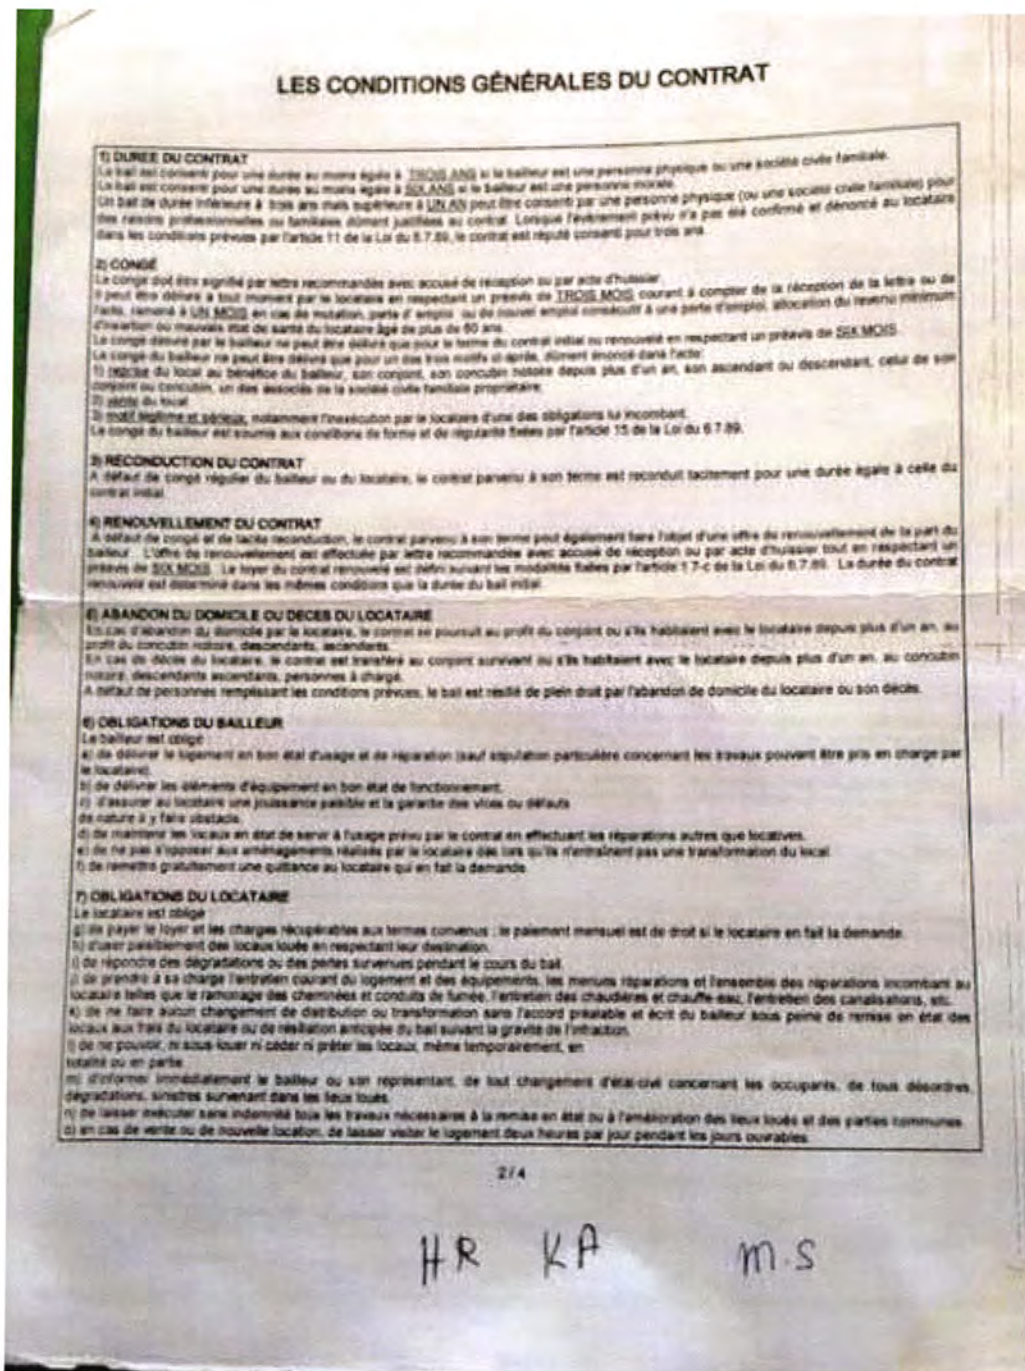 LES CONDITIONS GÉNÉRALES DU CONTRAT
1) DUREE DU CONTRAT
Le bail est consenti pour une durée au moins égale à TROIS ANS si le bailleur est une personne physique ou une société civile familiale.
Le bail est consenti pour une durée au moins égale à SIX ANS si le bailleur est une personne morale.
Un bail de durée inférieure à trois ans mais supérieure à UN AN peut être consenti par une personne physique (ou une société civile familiale) pour
des raisons professionnelles ou familiales dûment justifiées au contrat. Lorsque l'événement prévu n'a pas été confirmé et dénoncé au locataire
dans les conditions prévues par l'article 11 de la Loi du 6.7.89, le contrat est réputé consenti pour trois ans
2) CONGÉ
Le congé doit être signifié par lettre recommandées avec accusé de réception ou par acte d'huissier.
Il peut être délivré à tout moment par le locataire en respectant un préavis de TROIS MOIS courant à compter de la réception de la lettre ou de
l'acte, ramené à UN MOIS en cas de mutation, perte d' emploi ou de nouvel emploi consécutif à une perte d'emploi, allocation du revenu minimum
d'insertion ou mauvais état de santé du locataire âgé de plus de 60 ans.
Le congé délivré par le bailleur ne peut être délivré que pour le terme du contrat initial ou renouvelé en respectant un préavis de SIX MOIS.
Le congé du bailleur ne peut être délivré que pour un des trois motifs ci-après, dûment énoncé dans l'acte:
1) reprise du local au bénéfice du bailleur, son conjoint, son concubin notoire depuis plus d'un an, son ascendant ou descendant, celui de son
conjoint ou concubin, un des associés de la société civile familiale propriétaire.
2) vente du local
3) motif légitime et sérieux, notamment l'inexécution par le locataire d'une des obligations lui incombant.
Le congé du bailleur est soumis aux conditions de forme et de régularité fixées par l'article 15 de la Loi du 6.7.89.
3) RECONDUCTION DU CONTRAT
A défaut de congé régulier du bailleur ou du locataire, le contrat parvenu à son terme est reconduit tacitement pour une durée égale à celle du
contrat initial.
4) RENOUVELLEMENT DU CONTRAT
A défaut de congé et de tacite reconduction, le contrat parvenu à son terme peut également faire l'objet d'une offre de renouvellement de la part du
bailleur. L'offre de renouvellement est effectuée par lettre recommandée avec accusé de réception ou par acte d'huissier tout en respectant un
préavis de SIX MOIS. Le loyer du contrat renouvelé est défini suivant les modalités fixées par l'article 17-c de la Loi du 6.7.89. La durée du contrat
renouvelé est déterminé dans les mêmes conditions que la durée du bail initial.
5) ABANDON DU DOMICILE OU DECES DU LOCATAIRE
En cas d'abandon du domicile par le locataire, le contrat se poursuit au profit du conjoint ou s'ils habitaient avec le locataire depuis plus d'un an, au
profit du concubin notoire, descendants, ascendants.
En cas de décès du locataire, le contrat est transféré au conjoint survivant ou s'ils habitaient avec le locataire depuis plus d'un an, au concubin
notoire, descendants ascendants, personnes à charge.
A défaut de personnes remplissant les conditions prévues, le bail est résilié de plein droit par l'abandon de domicile du locataire ou son décès.
6) OBLIGATIONS DU BAILLEUR
Le bailleur est obligé
a) de délivrer le logement en bon état d'usage et de réparation (sauf stipulation particulière concernant les travaux pouvant être pris en charge par
le locataire).
b) de délivrer les éléments d'équipement en bon état de fonctionnement.
c) d'assurer au locataire une jouissance paisible et la garantie des vices ou défauts
de nature à y faire obstacle.
d) de maintenir les locaux en état de servir à l'usage prévu par le contrat en effectuant les réparations autres que locatives.
e) de ne pas s'opposer aux aménagements réalisés par le locataire dès lors qu'ils n'entraînent pas une transformation du local.
f) de remettre gratuitement une quittance au locataire qui en fait la demande.
7) OBLIGATIONS DU LOCATAIRE
Le locataire est obligé
g) de payer le loyer et les charges récupérables aux termes convenus ; le paiement mensuel est de droit si le locataire en fait la demande.
h) d'user paisiblement des locaux loués en respectant leur destination.
i) de répondre des dégradations ou des pertes survenues pendant le cours du bail.
j) de prendre à sa charge l'entretien courant du logement et des équipements, les menues réparations et l'ensemble des réparations incombant au
locataire telles que le ramonage des cheminées et conduits de fumée, l'entretien des chaudières et chauffe-eau, l'entretien des canalisations, etc.
k) de ne faire aucun changement de distribution ou transformation sans l'accord préalable et écrit du bailleur sous peine de remise en état des
locaux aux frais du locataire ou de résiliation anticipée du bail suivant la gravité de l'infraction.
l) de ne pouvoir, ni sous-louer ni céder ni prêter les locaux, même temporairement, en
totalité ou en partie.
m) d'informer immédiatement le bailleur ou son représentant, de tout changement d'état-civil concernant les occupants, de tous désordres,
dégradations, sinistres survenant dans les lieux loués.
n) de laisser exécuter sans indemnité tous les travaux nécessaires à la remise en état ou à l'amélioration des lieux loués et des parties communes.
o) en cas de vente ou de nouvelle location, de laisser visiter le logement deux heures par jour pendant les jours ouvrables.
2/4
HR KA M.S